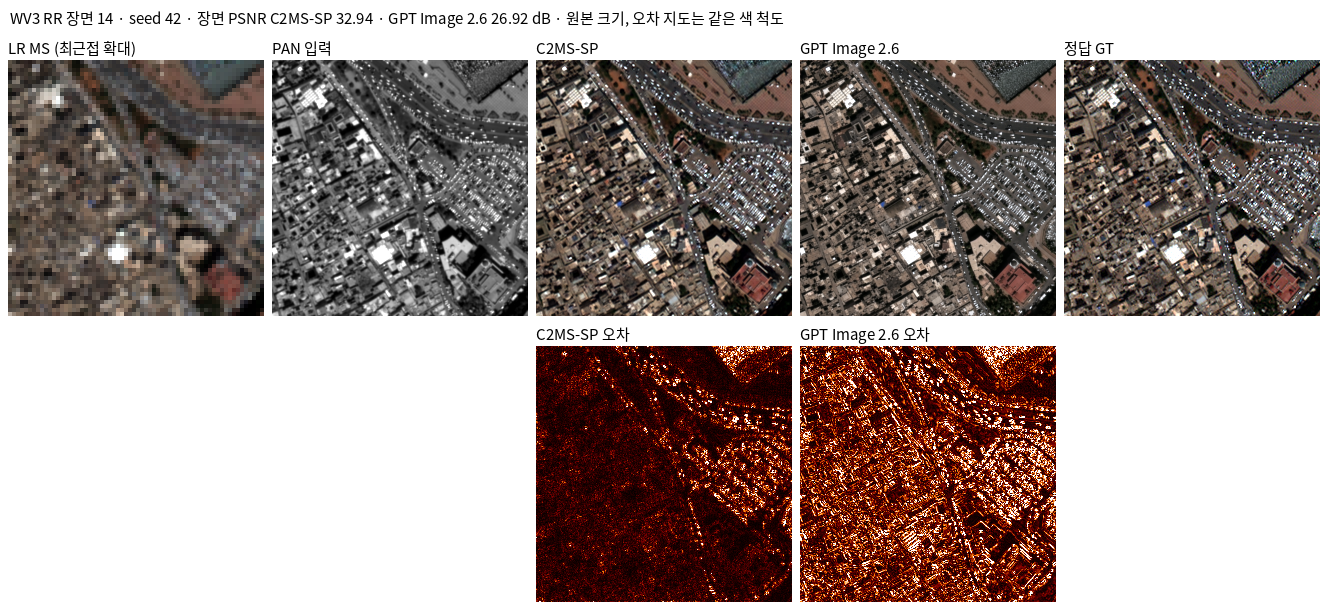 WV3 RR 장면 14 · seed 42 · 장면 PSNR C2MS-SP 32.94 · GPT Image 2.6 26.92 dB · 원본 크기, 오차 지도는 같은 색 척도
LR MS (최근접 확대)
PAN 입력
C2MS-SP
GPT Image 2.6
정답 GT
C2MS-SP 오차
GPT Image 2.6 오차